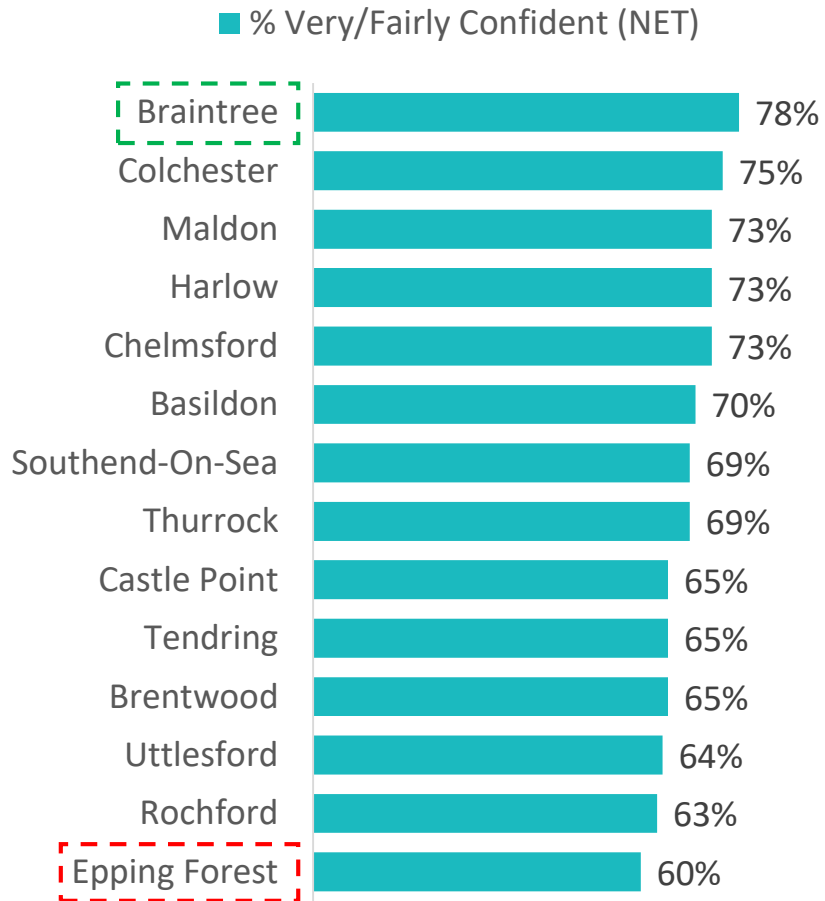 % Very/Fairly Confident (NET)
Braintree 78%
Colchester 75%
Maldon 73%
Harlow 73%
Chelmsford 73%
Basildon 70%
Southend-On-Sea 69%
Thurrock 69%
Castle Point 65%
Tendring 65%
Brentwood 65%
Uttlesford 64%
Rochford 63%
Epping Forest 60%